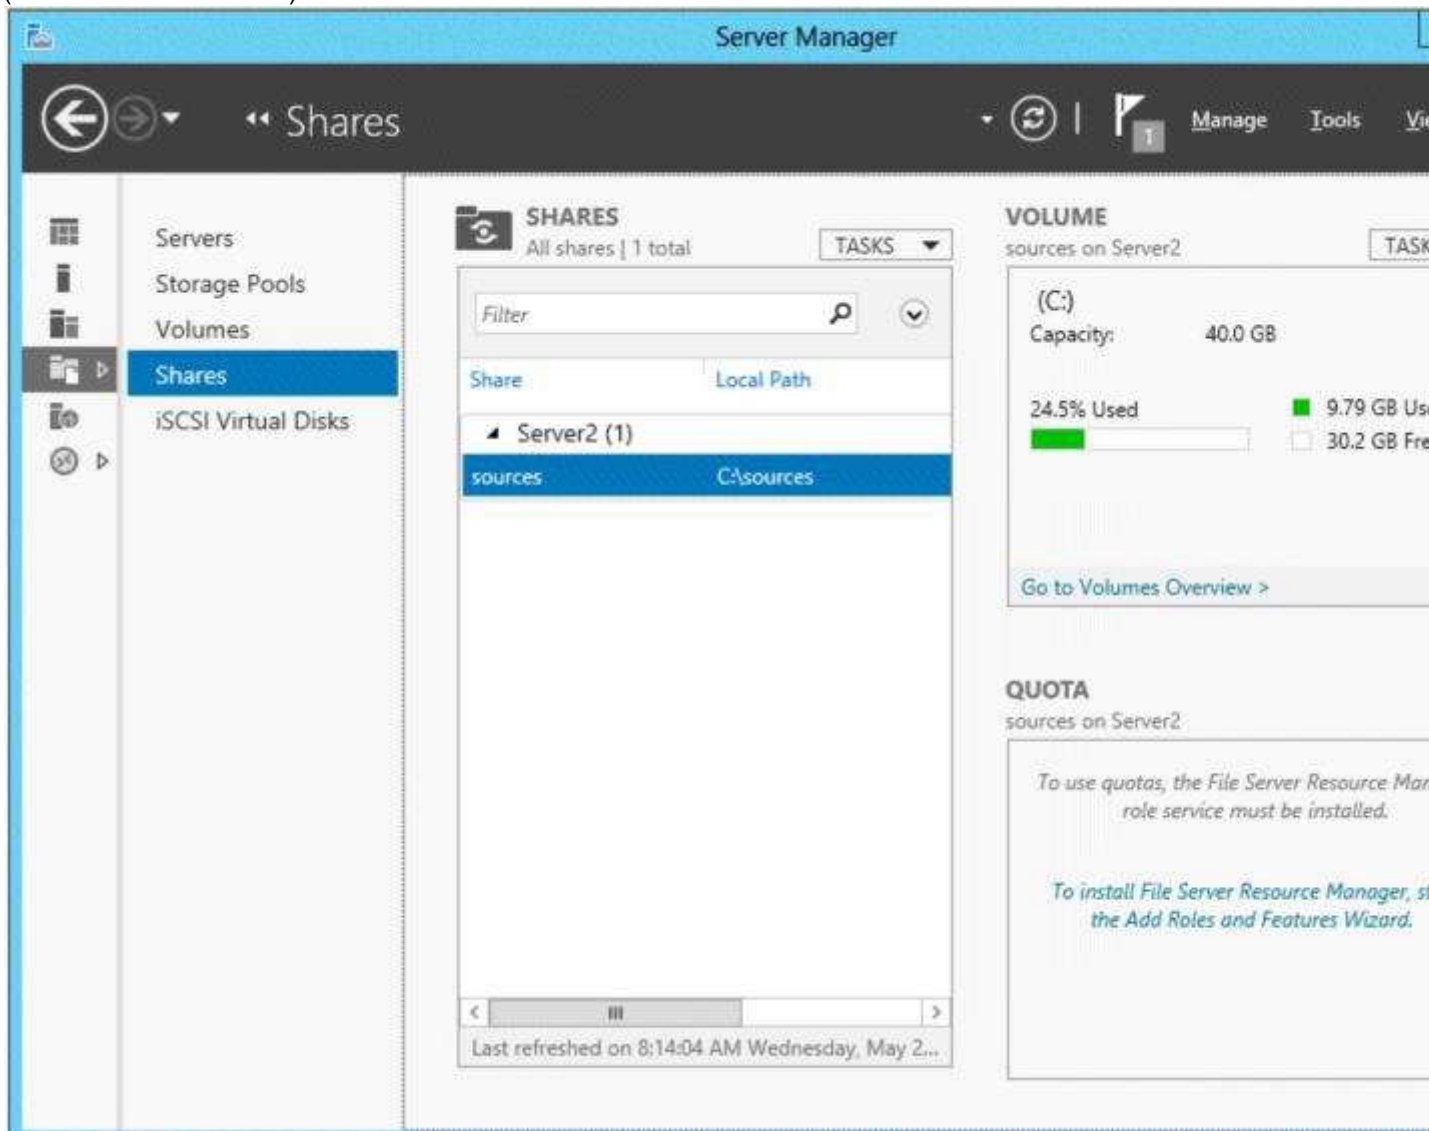 Server Manager
Shares
1
Manage Tools
Servers
Storage Pools
Volumes
Shares
iSCSI Virtual Disks
SHARES
All shares | 1 total
TASKS
Filter
Share Local Path
Server2 (1)
sources C:\sources
Last refreshed on 8:14:04 AM Wednesday, May 2...
VOLUME
sources on Server2
TASK
(C:)
Capacity: 40.0 GB
24.5% Used
9.79 GB Us
30.2 GB Fre
Go to Volumes Overview >
QUOTA
sources on Server2
To use quotas, the File Server Resource Man
role service must be installed.
To install File Server Resource Manager, st
the Add Roles and Features Wizard.